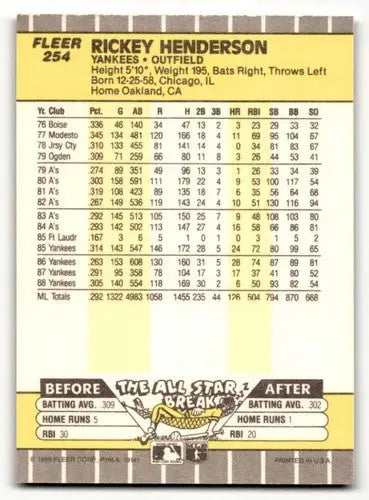 FLEER
254
RICKEY HENDERSON
YANKEES • OUTFIELD
Height 5'10", Weight 195, Bats Right, Throws Left
Born 12-25-58, Chicago, IL
Home Oakland, CA
Yr. Club Pct. G AB R H 2B 3B HR RBI SB BB SO
76 Boise .336 46 140 34 47 13 2 3 23 29 33 32
77 Modesto .345 134 481 120 166 18 4 11 69 95 104 67
78 Jrsy Cty .310 133 455 81 141 14 4 0 34 81 83 67
79 Ogden .309 71 259 66 80 11 8 3 26 44 53 41
79 A's .274 89 351 49 96 13 3 1 26 33 34 39
80 A's .303 158 591 111 179 22 4 9 53 100 117 54
81 A's .319 108 423 89 135 18 7 6 35 56 64 68
82 A's .267 149 536 119 143 24 4 10 51 130 116 94
83 A's .292 145 513 105 150 25 7 9 48 108 103 80
84 A's .293 142 502 113 147 27 4 16 58 66 86 81
85 Ft Laudr .167 3 6 5 1 0 1 0 3 1 5 2
85 Yankees .314 143 547 146 172 28 5 24 72 80 99 65
86 Yankees .263 153 608 130 160 31 5 28 74 87 89 81
87 Yankees .291 95 358 78 104 17 3 17 37 41 80 52
88 Yankees .305 140 554 118 169 30 2 6 50 93 82 54
ML Totals .292 1322 4983 1058 1455 235 44 126 504 794 870 668
BEFORE THE ALL STAR BREAK AFTER
BATTING AVG. .309 BATTING AVG. .302
HOME RUNS 5 HOME RUNS 1
RBI 30 RBI 20
© 1989 FLEER CORP. PHILA. 19141 PRINTED IN U.S.A.